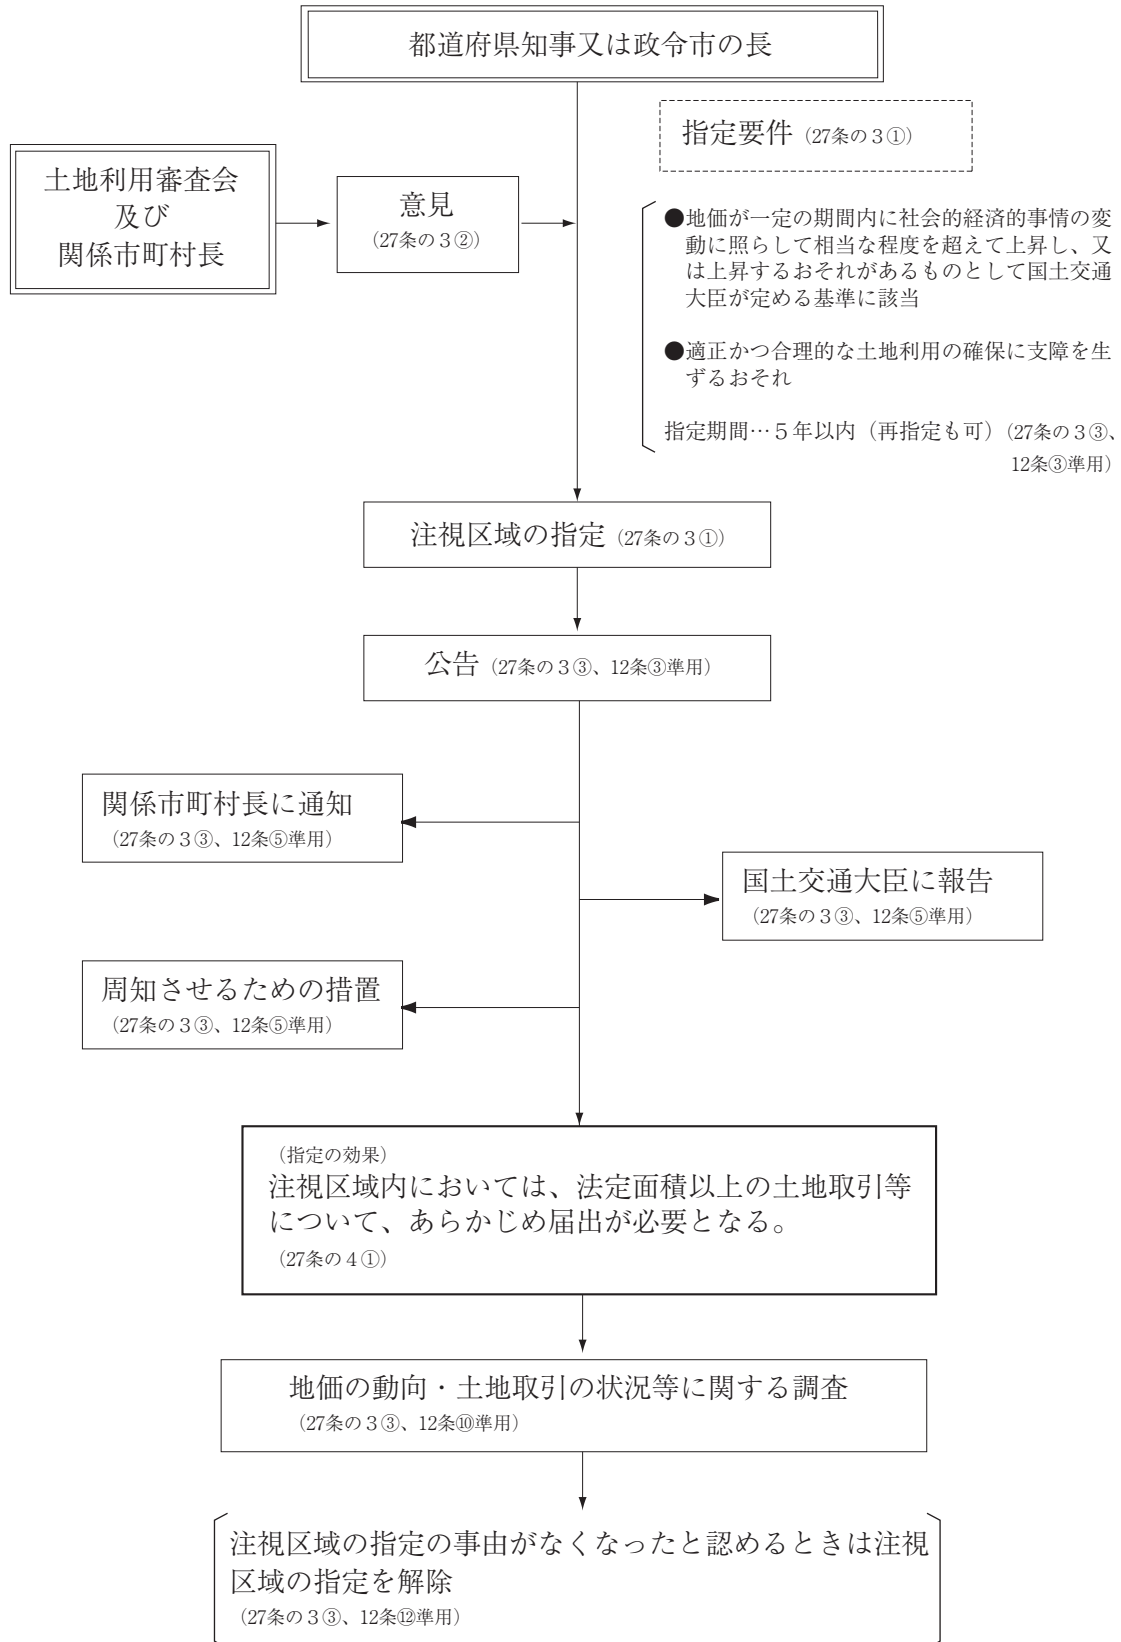 都道府県知事又は政令市の長
指定要件（27条の３①）
土地利用審査会
及び
関係市町村長
意見
（27条の３②）
●地価が一定の期間内に社会的経済的事情の変
動に照らして相当な程度を超えて上昇し、又
は上昇するおそれがあるものとして国土交通
大臣が定める基準に該当
●適正かつ合理的な土地利用の確保に支障を生
ずるおそれ
指定期間…５年以内（再指定も可）（27条の３③、
12条③準用）
注視区域の指定（27条の３①）
公告（27条の３③、12条③準用）
関係市町村長に通知
（27条の３③、12条⑤準用）
国土交通大臣に報告
（27条の３③、12条⑤準用）
周知させるための措置
（27条の３③、12条⑤準用）
（指定の効果）
注視区域内においては、法定面積以上の土地取引等
について、あらかじめ届出が必要となる。
（27条の４①）
地価の動向・土地取引の状況等に関する調査
（27条の３③、12条⑩準用）
注視区域の指定の事由がなくなったと認めるときは注視
区域の指定を解除
（27条の３③、12条⑫準用）